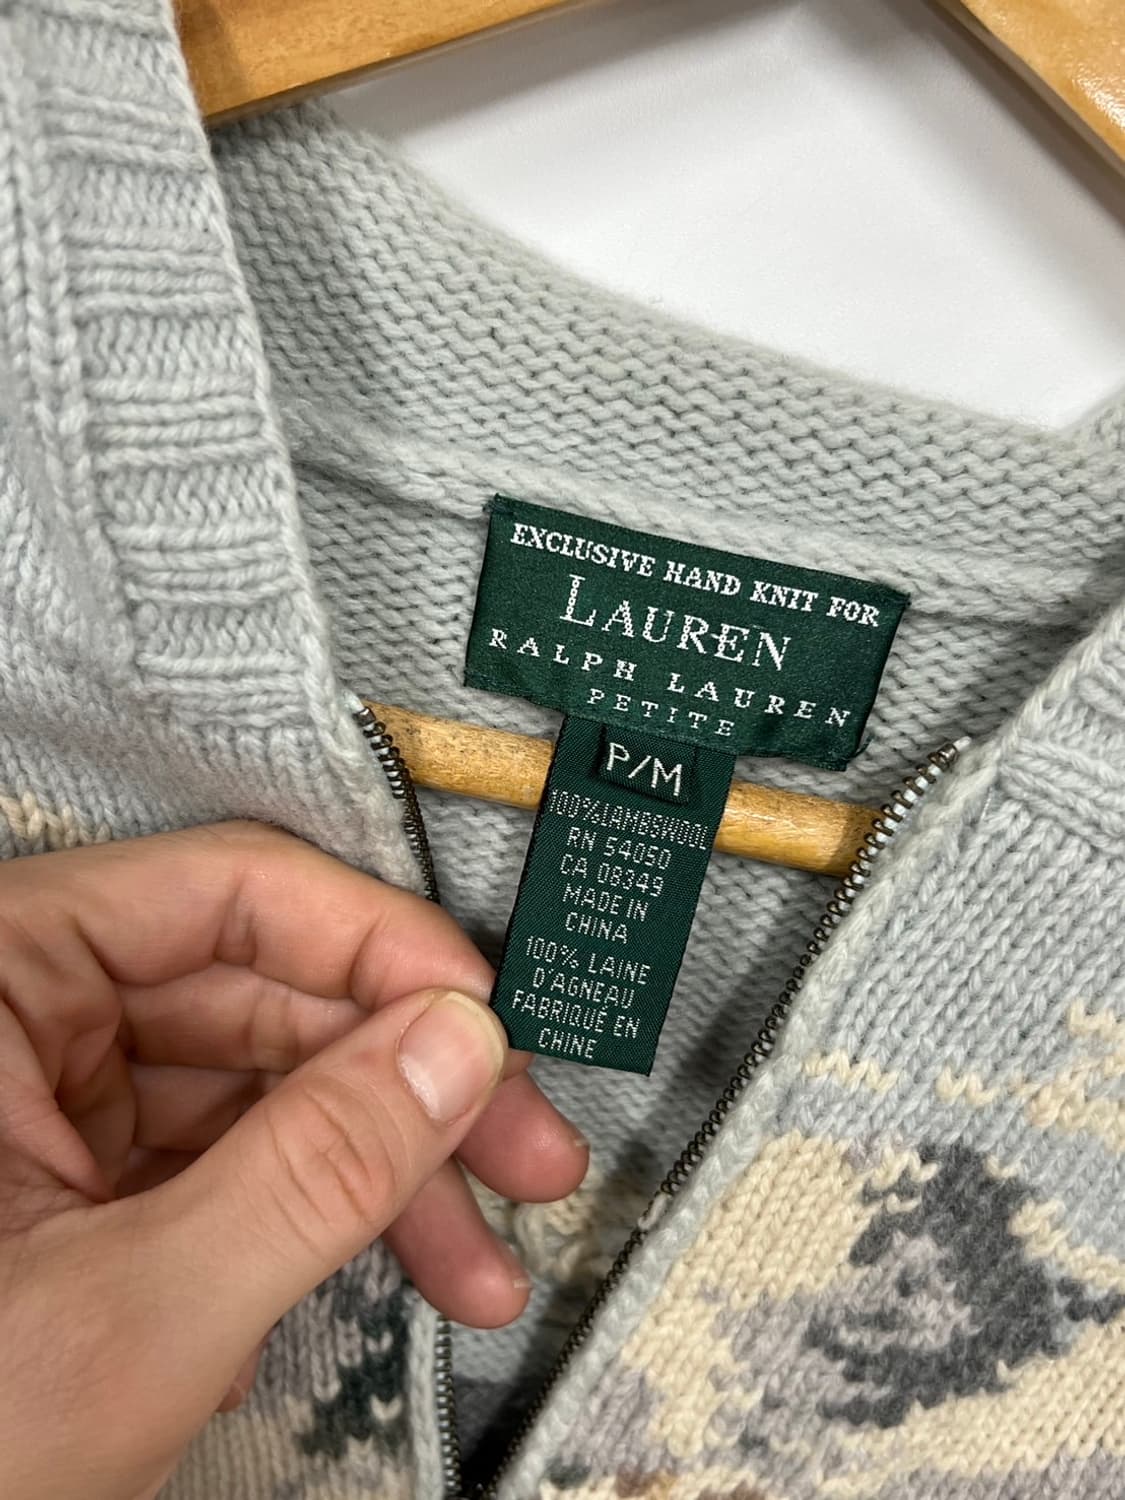 EXCLUSIVE HAND KNIT FOR
LAUREN
RALPH LAUREN
PETITE
P/M
100%LAMBSWOOL
RN 54050
CA 08349
MADE IN
CHINA
100% LAINE
D'AGNEAU
FABRIQUÉ EN
CHINE